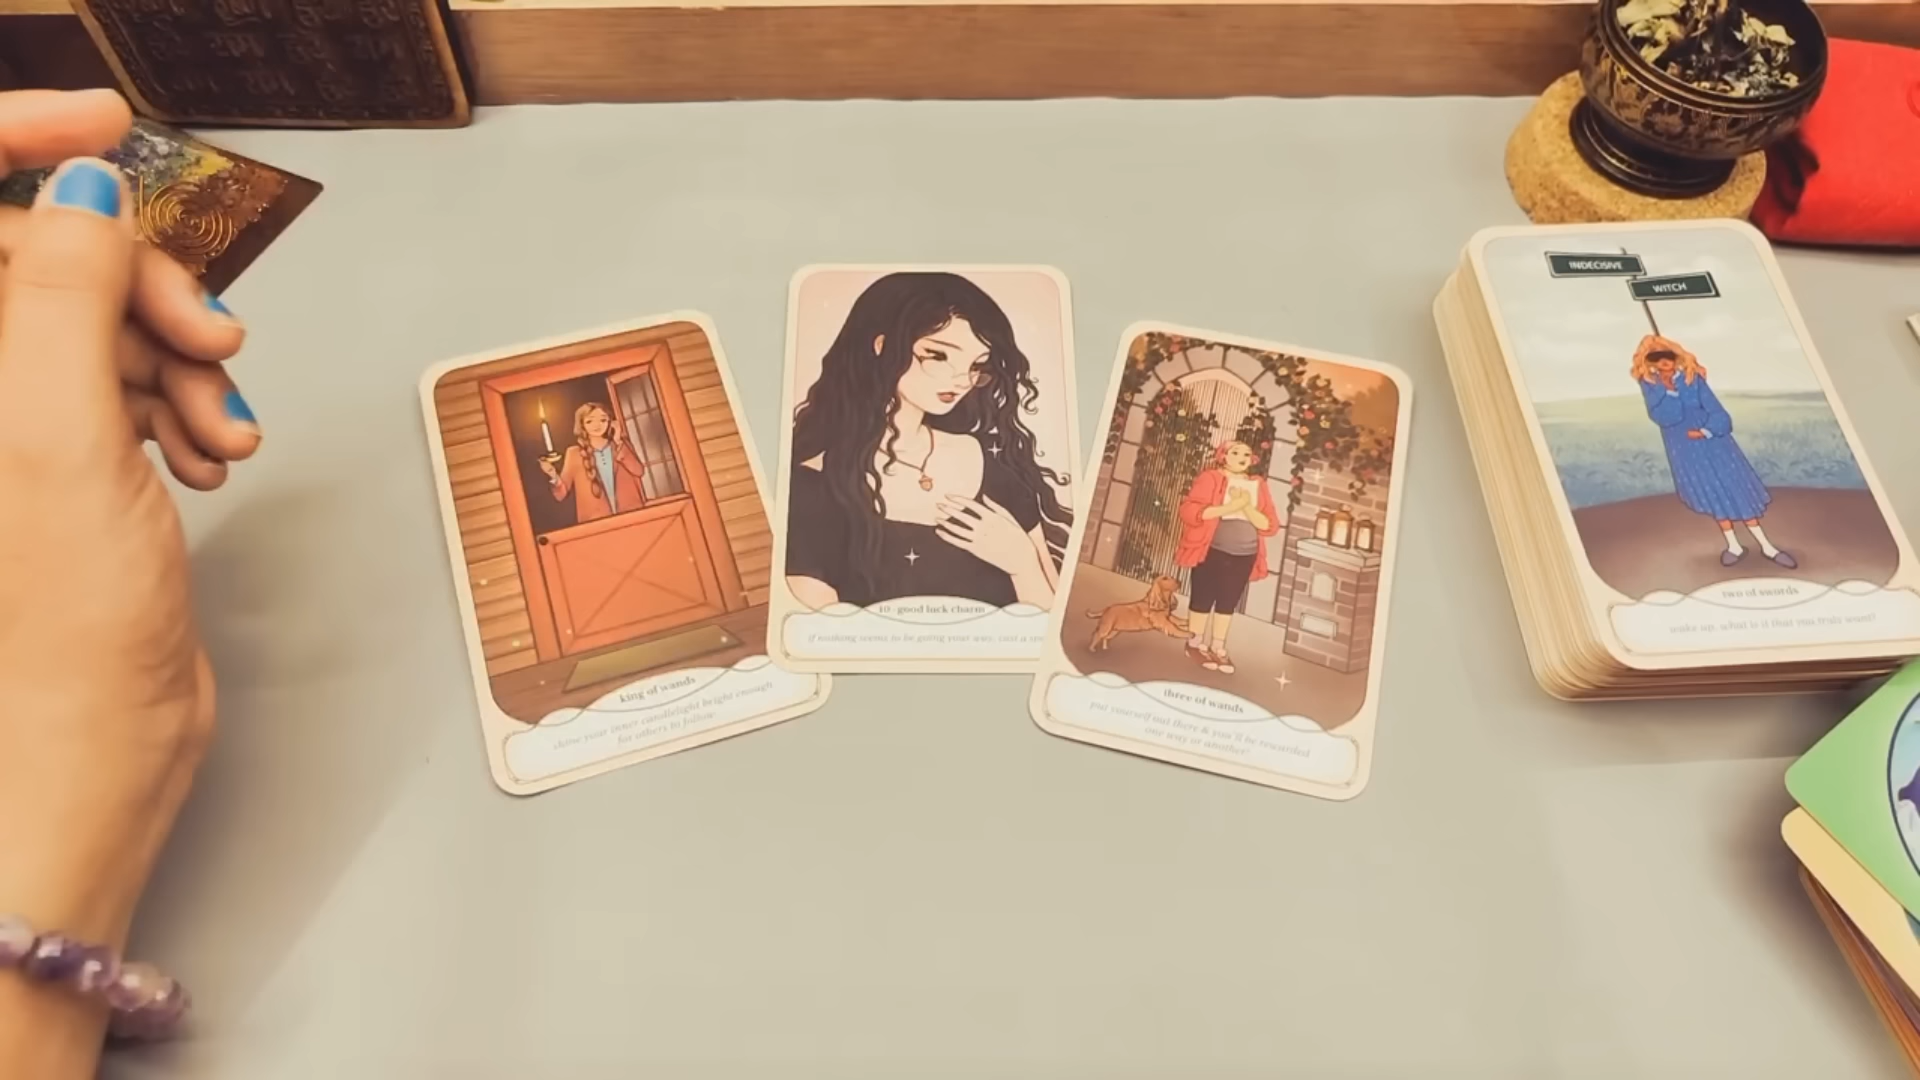 king of wands
shine your inner candlelight bright enough
for others to follow
10 · good luck charm
if nothing seems to be going your way, cast a
three of wands
put yourself out there & you'll be rewarded
one way or another
INDECISIVE
WITCH
two of swords
wake up, what is it that you truly want?